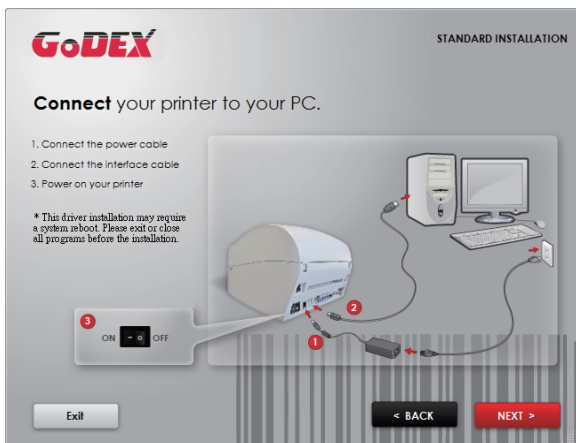 GoDEX
STANDARD INSTALLATION
Connect your printer to your PC.
1. Connect the power cable
2. Connect the interface cable
3. Power on your printer
* This driver installation may require
a system reboot. Please exit or close
all programs before the installation.
3
ON - O OFF
2
1
Exit
< BACK
NEXT >